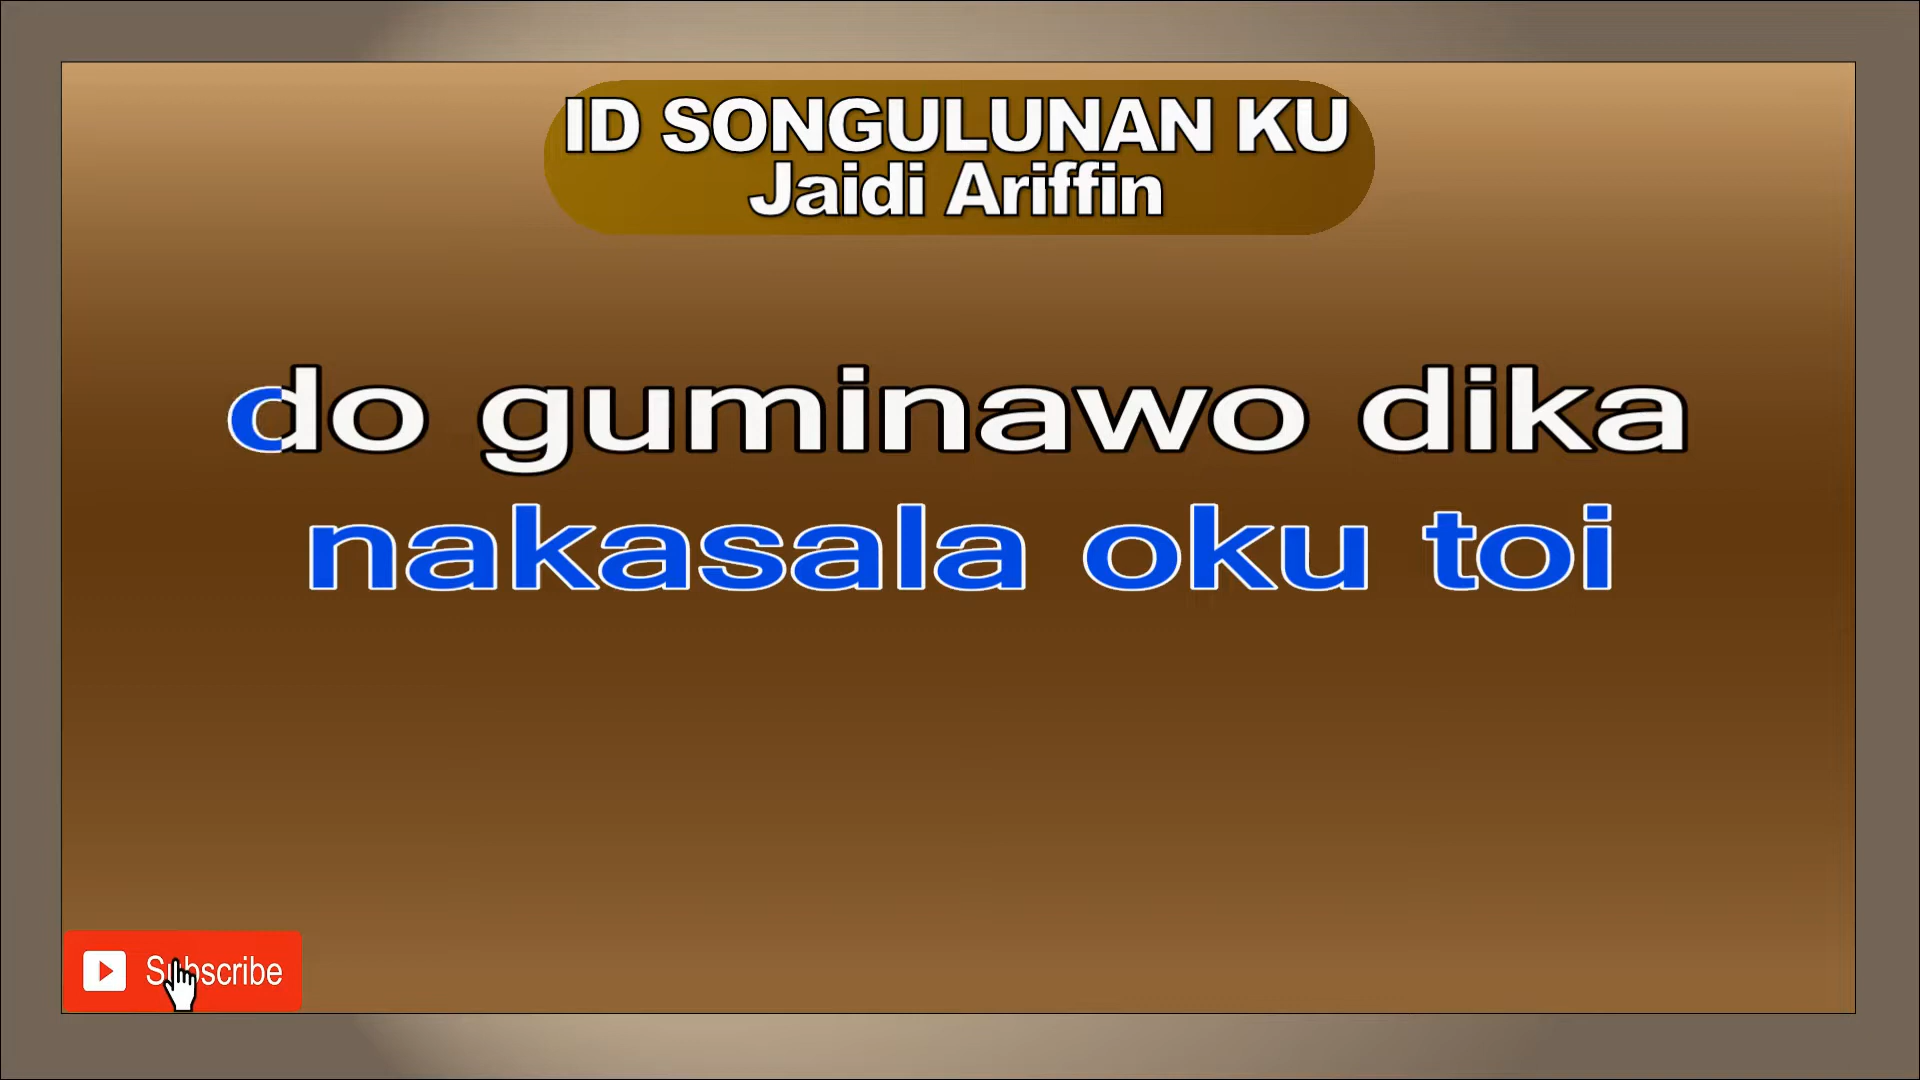 ID SONGULUNAN KU
Jaidi Ariffin
do guminawo dika
nakasala oku toi
Subscribe